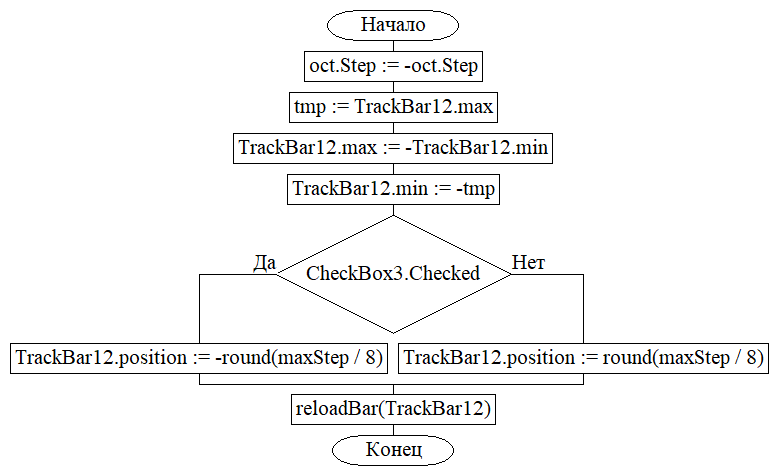 Начало
oct.Step := -oct.Step
tmp := TrackBar12.max
TrackBar12.max := -TrackBar12.min
TrackBar12.min := -tmp
Да
CheckBox3.Checked
Нет
TrackBar12.position := -round(maxStep / 8)
TrackBar12.position := round(maxStep / 8)
reloadBar(TrackBar12)
Конец